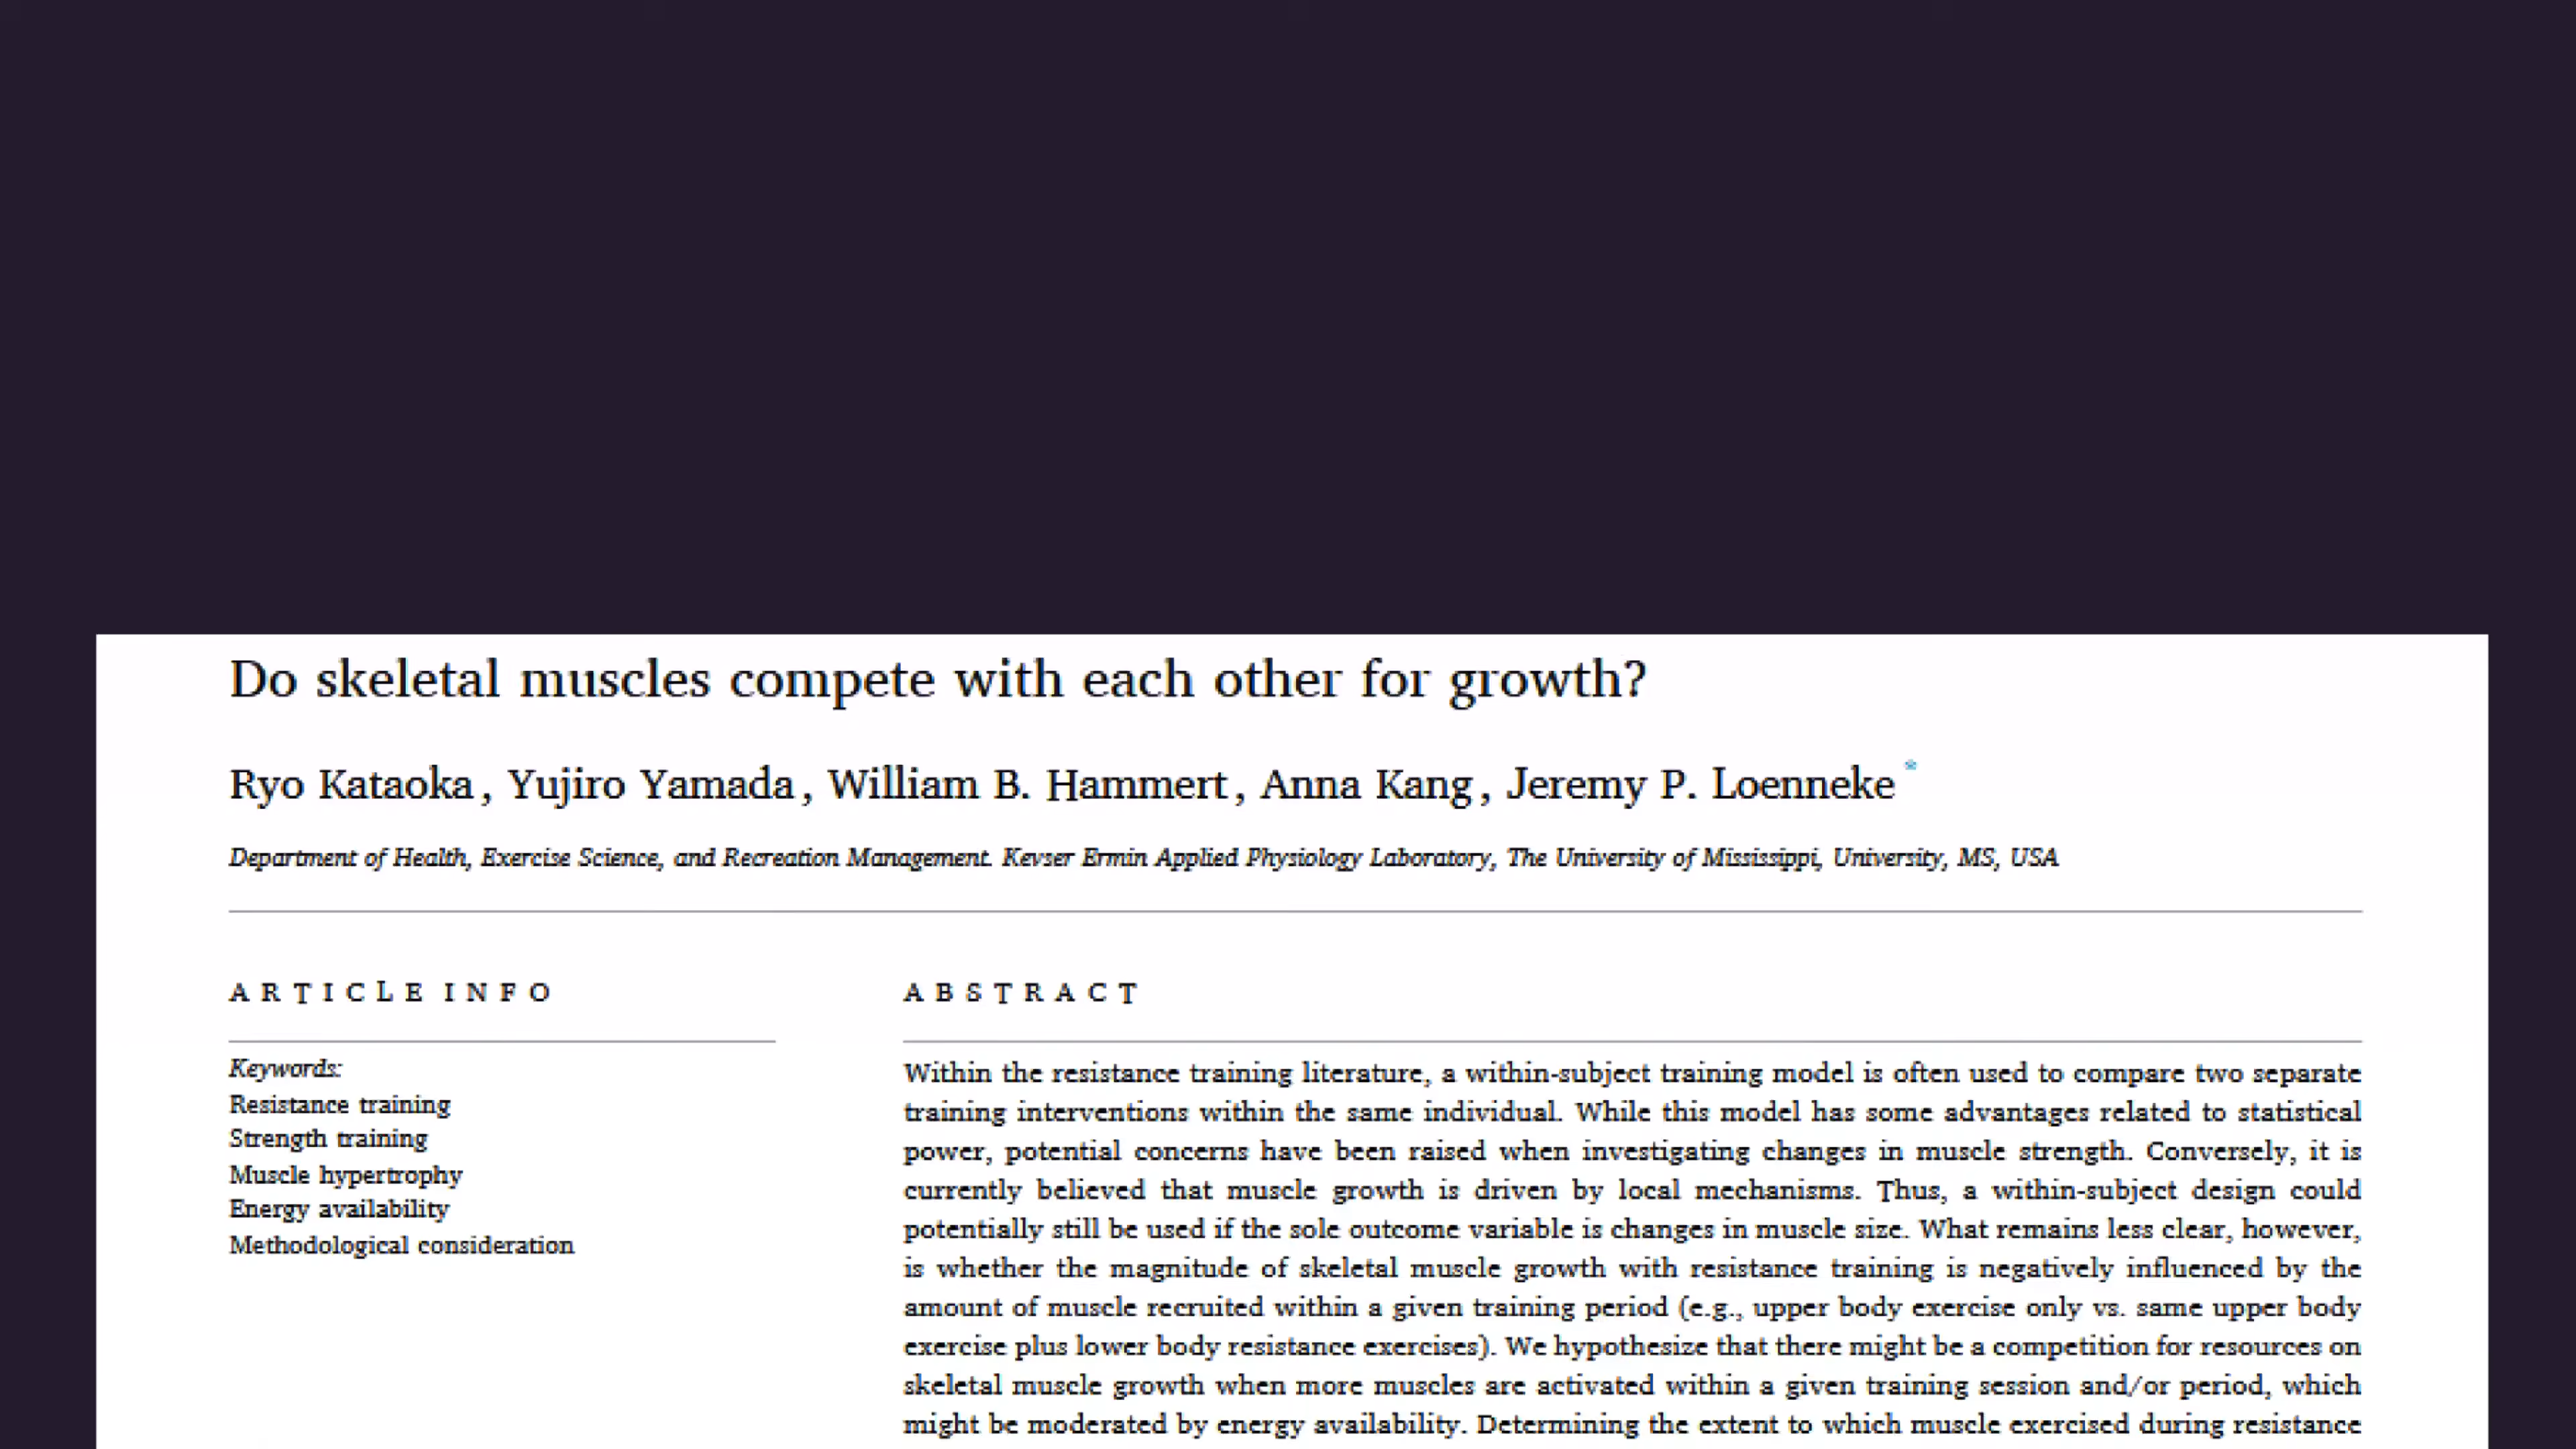 Do skeletal muscles compete with each other for growth?
Ryo Kataoka, Yujiro Yamada, William B. Hammert, Anna Kang, Jeremy P. Loenneke *
Department of Health, Exercise Science, and Recreation Management. Kevser Ermin Applied Physiology Laboratory, The University of Mississippi, University, MS, USA
ARTICLE INFO
Keywords:
Resistance training
Strength training
Muscle hypertrophy
Energy availability
Methodological consideration
ABSTRACT
Within the resistance training literature, a within-subject training model is often used to compare two separate
training interventions within the same individual. While this model has some advantages related to statistical
power, potential concerns have been raised when investigating changes in muscle strength. Conversely, it is
currently believed that muscle growth is driven by local mechanisms. Thus, a within-subject design could
potentially still be used if the sole outcome variable is changes in muscle size. What remains less clear, however,
is whether the magnitude of skeletal muscle growth with resistance training is negatively influenced by the
amount of muscle recruited within a given training period (e.g., upper body exercise only vs. same upper body
exercise plus lower body resistance exercises). We hypothesize that there might be a competition for resources on
skeletal muscle growth when more muscles are activated within a given training session and/or period, which
might be moderated by energy availability. Determining the extent to which muscle exercised during resistance